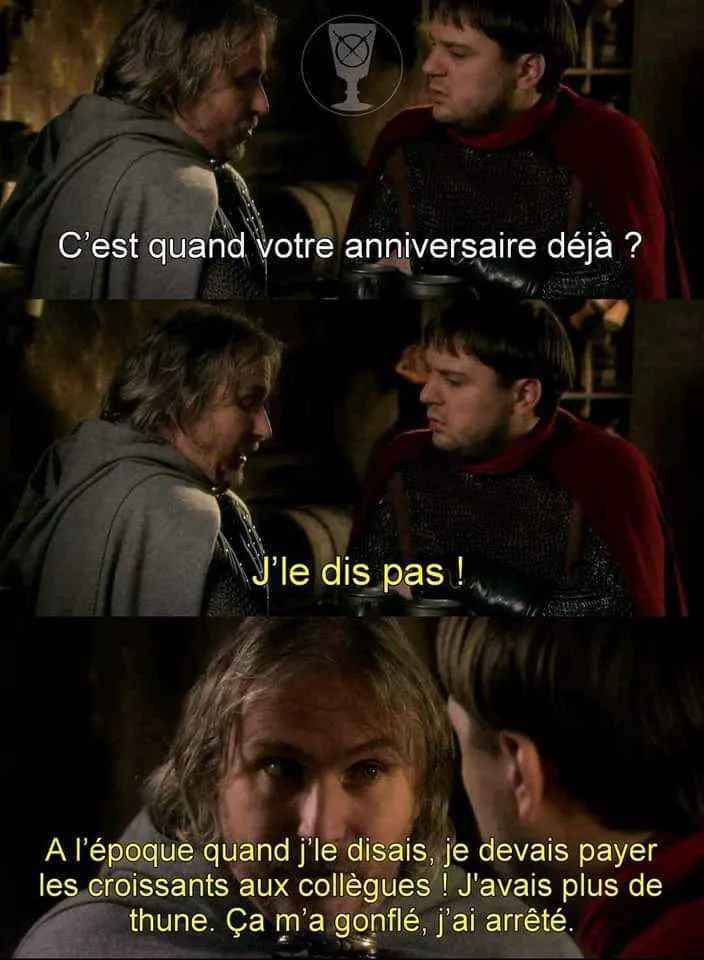 C'est quand votre anniversaire déjà ?
J'le dis pas !
A l'époque quand j'le disais, je devais payer
les croissants aux collègues ! J'avais plus de
thune. Ça m'a gonflé, j'ai arrêté.